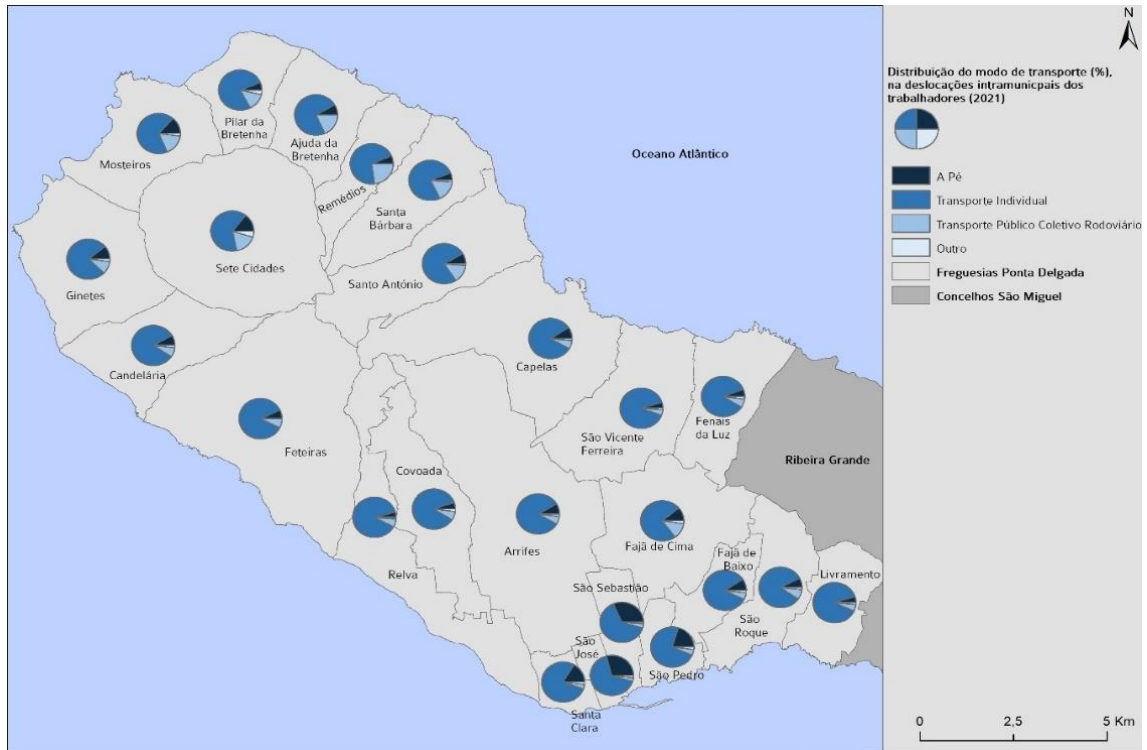 N
Distribuição do modo de transporte (%),
na deslocações intramunicpais dos
trabalhadores (2021)
A Pé
Transporte Individual
Transporte Público Coletivo Rodoviário
Outro
Freguesias Ponta Delgada
Concelhos São Miguel
Oceano Atlântico
Pilar da
Bretenha
Ajuda da
Bretenha
Mosteiros
Remédios
Santa
Bárbara
Sete Cidades
Santo António
Ginetes
Candelária
Capelas
Feteiras
São Vicente
Ferreira
Fenais
da Luz
Ribeira Grande
Covoada
Arrifes
Relva
Fajã de Cima
Fajã de
Baixo
Livramento
São Sebastião
São
Roque
São
José
São Pedro
Santa
Clara
0 2,5 5 Km